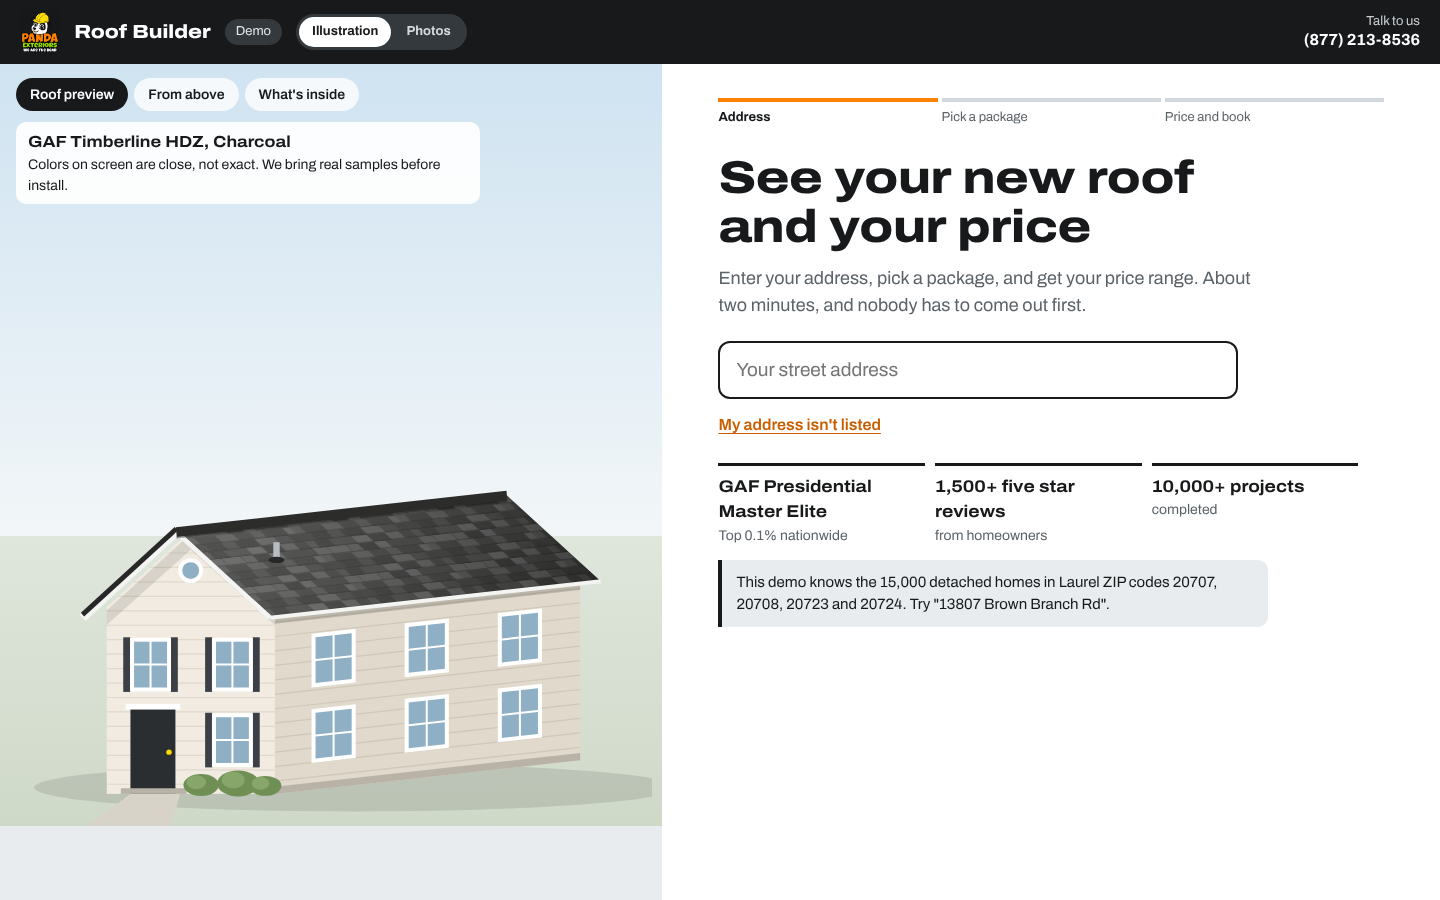 PANDA
EXTERIORS
WE ARE THE BEAR
Roof Builder
Demo
Illustration
Photos
Talk to us
(877) 213-8536
Roof preview
From above
What's inside
GAF Timberline HDZ, Charcoal
Colors on screen are close, not exact. We bring real samples before
install.
Address
Pick a package
Price and book
See your new roof
and your price
Enter your address, pick a package, and get your price range. About
two minutes, and nobody has to come out first.
Your street address
My address isn't listed
GAF Presidential
Master Elite
Top 0.1% nationwide
1,500+ five star
reviews
from homeowners
10,000+ projects
completed
This demo knows the 15,000 detached homes in Laurel ZIP codes 20707,
20708, 20723 and 20724. Try "13807 Brown Branch Rd".